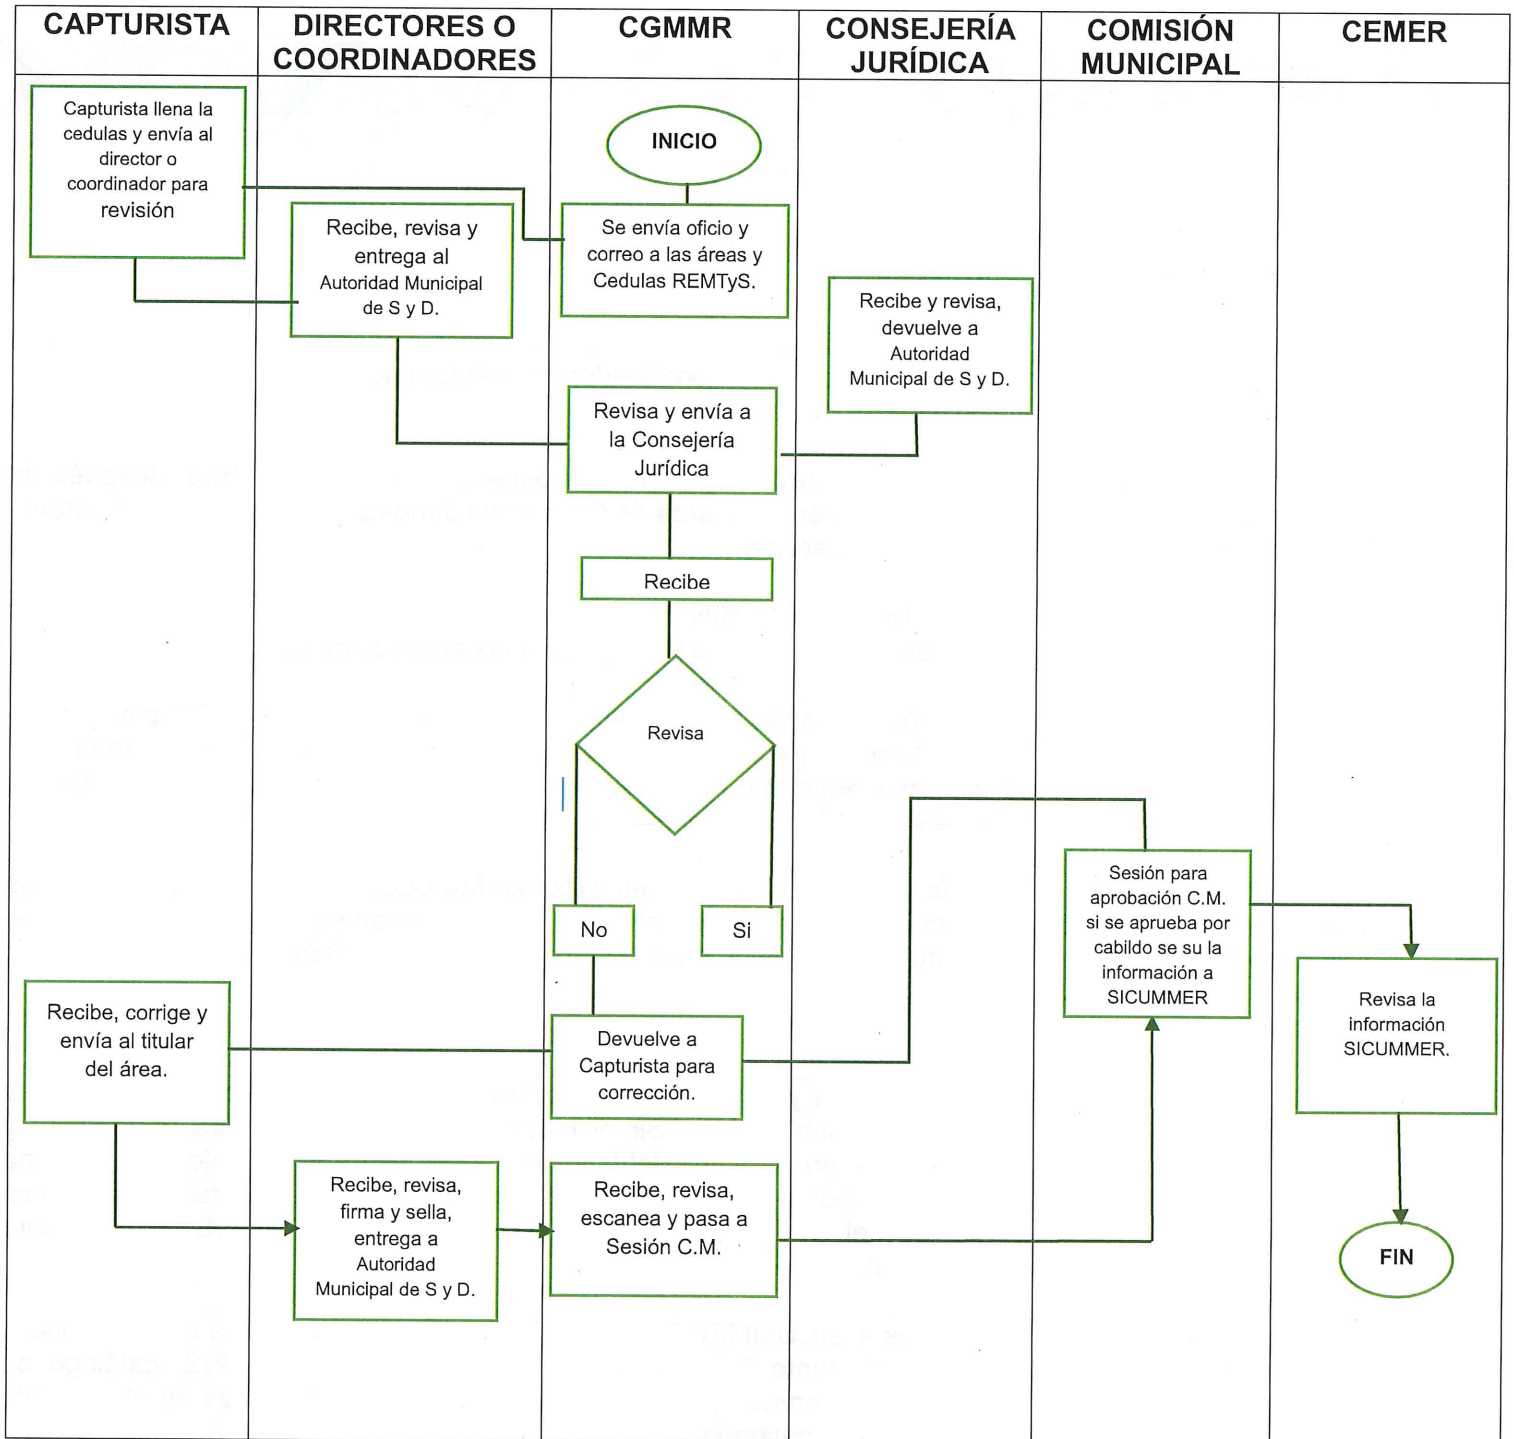 CAPTURISTA
DIRECTORES O
COORDINADORES
CGMMR
CONSEJERÍA
JURÍDICA
COMISIÓN
MUNICIPAL
CEMER
Capturista llena la
cedulas y envía al
director o
coordinador para
revisión
INICIO
Recibe, revisa y
entrega al
Autoridad Municipal
de S y D.
Se envía oficio y
correo a las áreas y
Cedulas REMTyS.
Recibe y revisa,
devuelve a
Autoridad
Municipal de S y D.
Revisa y envía a
la Consejería
Jurídica
Recibe
Revisa
No
Si
Sesión para
aprobación C.M.
si se aprueba por
cabildo se su la
información a
SICUMMER
Revisa la
información
SICUMMER.
Recibe, corrige y
envía al titular
del área.
Devuelve a
Capturista para
corrección.
Recibe, revisa,
firma y sella,
entrega a
Autoridad
Municipal de S y D.
Recibe, revisa,
escanea y pasa a
Sesión C.M.
FIN